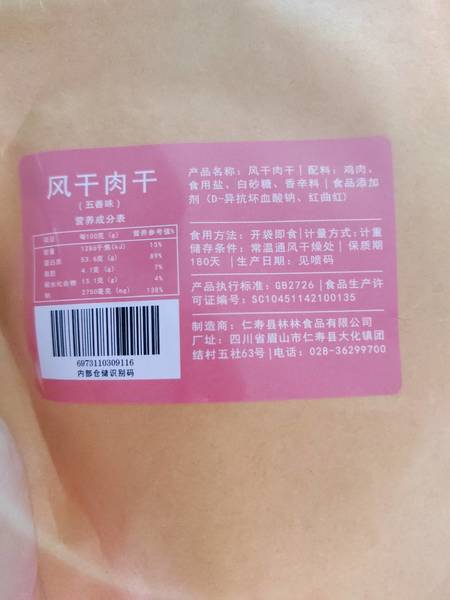 风干肉干
(五香味)
营养成分表
项目 每100克 (g) 营养参考值%
能量 1286千焦(kJ) 15%
蛋白质 53.6克 (g) 89%
脂肪 4.1克 (g) 7%
碳水化合物 13.1克 (g) 4%
钠 2750毫克 (mg) 138%
6973110309116
内部仓储识别码
产品名称：风干肉干|配料：鸡肉、
食用盐、白砂糖、香辛料|食品添加
剂（D-异抗坏血酸钠、红曲红）
食用方法：开袋即食|计量方式：计重
储存条件：常温通风干燥处| 保质期
180天 |生产日期：见喷码
产品执行标准：GB2726|食品生产许
可证编号：SC10451142100135
制造商：仁寿县林林食品有限公司
厂址：四川省眉山市仁寿县大化镇团
结村五社63号|电话：028-36299700